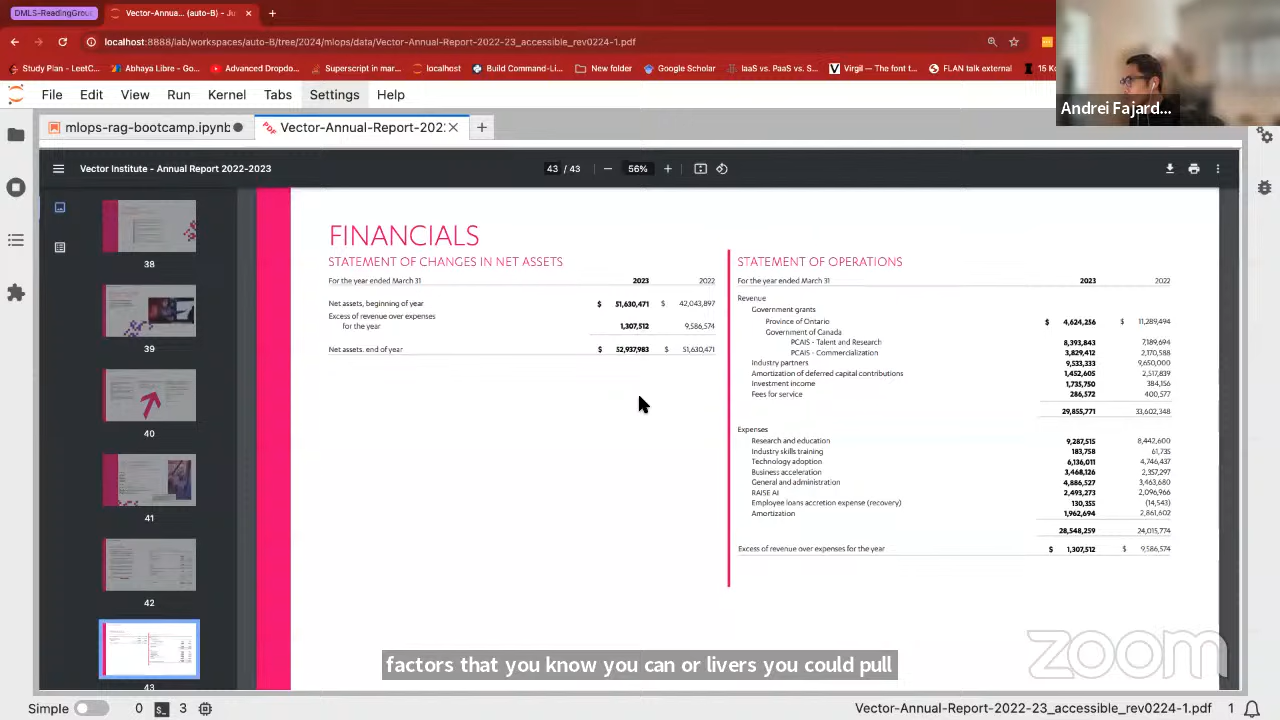 DMLS-ReadingGroup
Vector-Annua... (auto-B) - Ju
localhost:8888/lab/workspaces/auto-B/tree/2024/mlops/data/Vector-Annual-Report-2022-23_accessible_rev0224-1.pdf
Study Plan - LeetC... Abhaya Libre - Go... Advanced Dropdo... Superscript in mar... localhost Build Command-Li... New folder Google Scholar IaaS vs. PaaS vs. S... Virgil — The font t... FLAN talk external 15 Ko
Andrei Fajard...
File Edit View Run Kernel Tabs Settings Help
mlops-rag-bootcamp.ipynb Vector-Annual-Report-202
Vector Institute - Annual Report 2022-2023 43 / 43 56%
38
39
40
41
42
43
FINANCIALS
STATEMENT OF CHANGES IN NET ASSETS
For the year ended March 31 2023 2022
Net assets, beginning of year $ 51,630,471 $ 42,043,897
Excess of revenue over expenses
for the year 1,307,512 9,586,574
Net assets, end of year $ 52,937,983 $ 51,630,471
STATEMENT OF OPERATIONS
For the year ended March 31 2023 2022
Revenue
Government grants
Province of Ontario $ 4,624,256 $ 11,289,494
Government of Canada
PCAIS - Talent and Research 8,393,843 7,189,694
PCAIS - Commercialization 3,829,412 2,170,588
Industry partners 9,533,333 9,650,000
Amortization of deferred capital contributions 1,452,605 2,517,839
Investment income 1,735,750 384,156
Fees for service 286,572 400,577
29,855,771 33,602,348
Expenses
Research and education 9,287,515 8,442,600
Industry skills training 183,758 61,735
Technology adoption 6,136,011 4,746,437
Business acceleration 3,468,126 2,357,297
General and administration 4,886,527 3,463,680
RAISE AI 2,493,273 2,096,966
Employee loans accretion expense (recovery) 130,355 (14,543)
Amortization 1,962,694 2,861,602
28,548,259 24,015,774
Excess of revenue over expenses for the year $ 1,307,512 $ 9,586,574
factors that you know you can or livers you could pull
zoom
Simple 0 3 Vector-Annual-Report-2022-23_accessible_rev0224-1.pdf 1